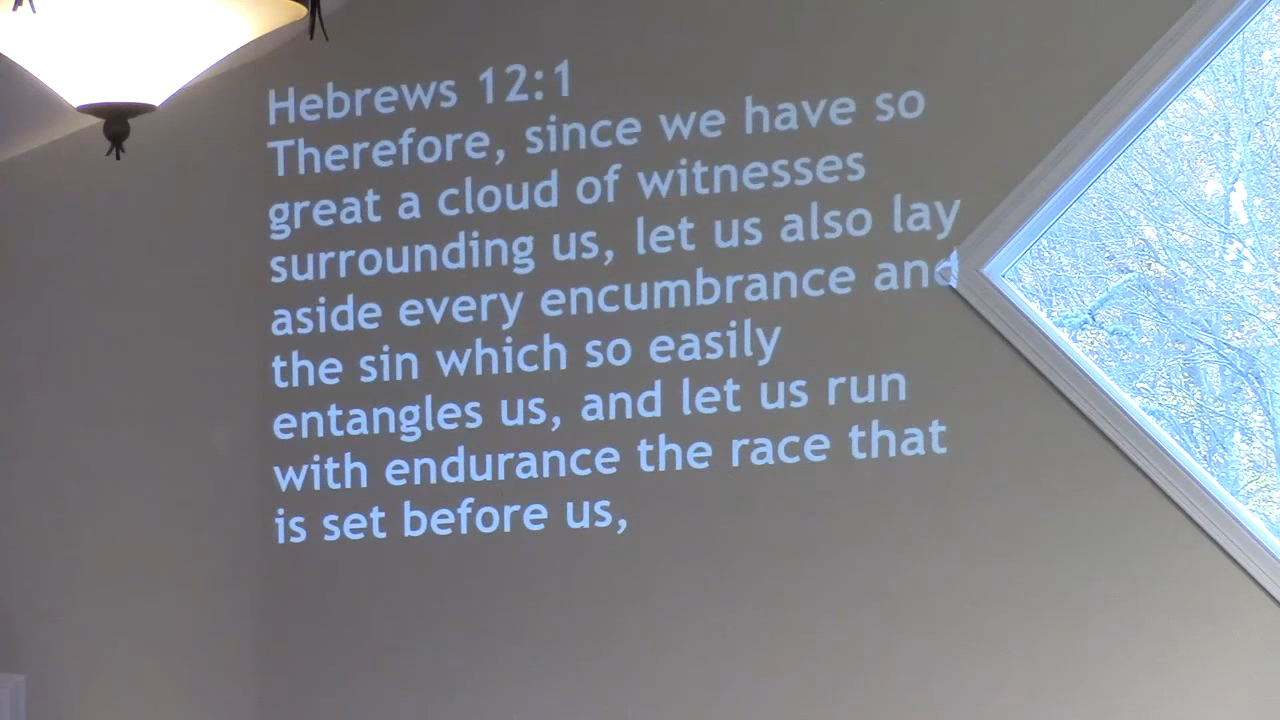 Hebrews 12:1
Therefore, since we have so
great a cloud of witnesses
surrounding us, let us also lay
aside every encumbrance and
the sin which so easily
entangles us, and let us run
with endurance the race that
is set before us,